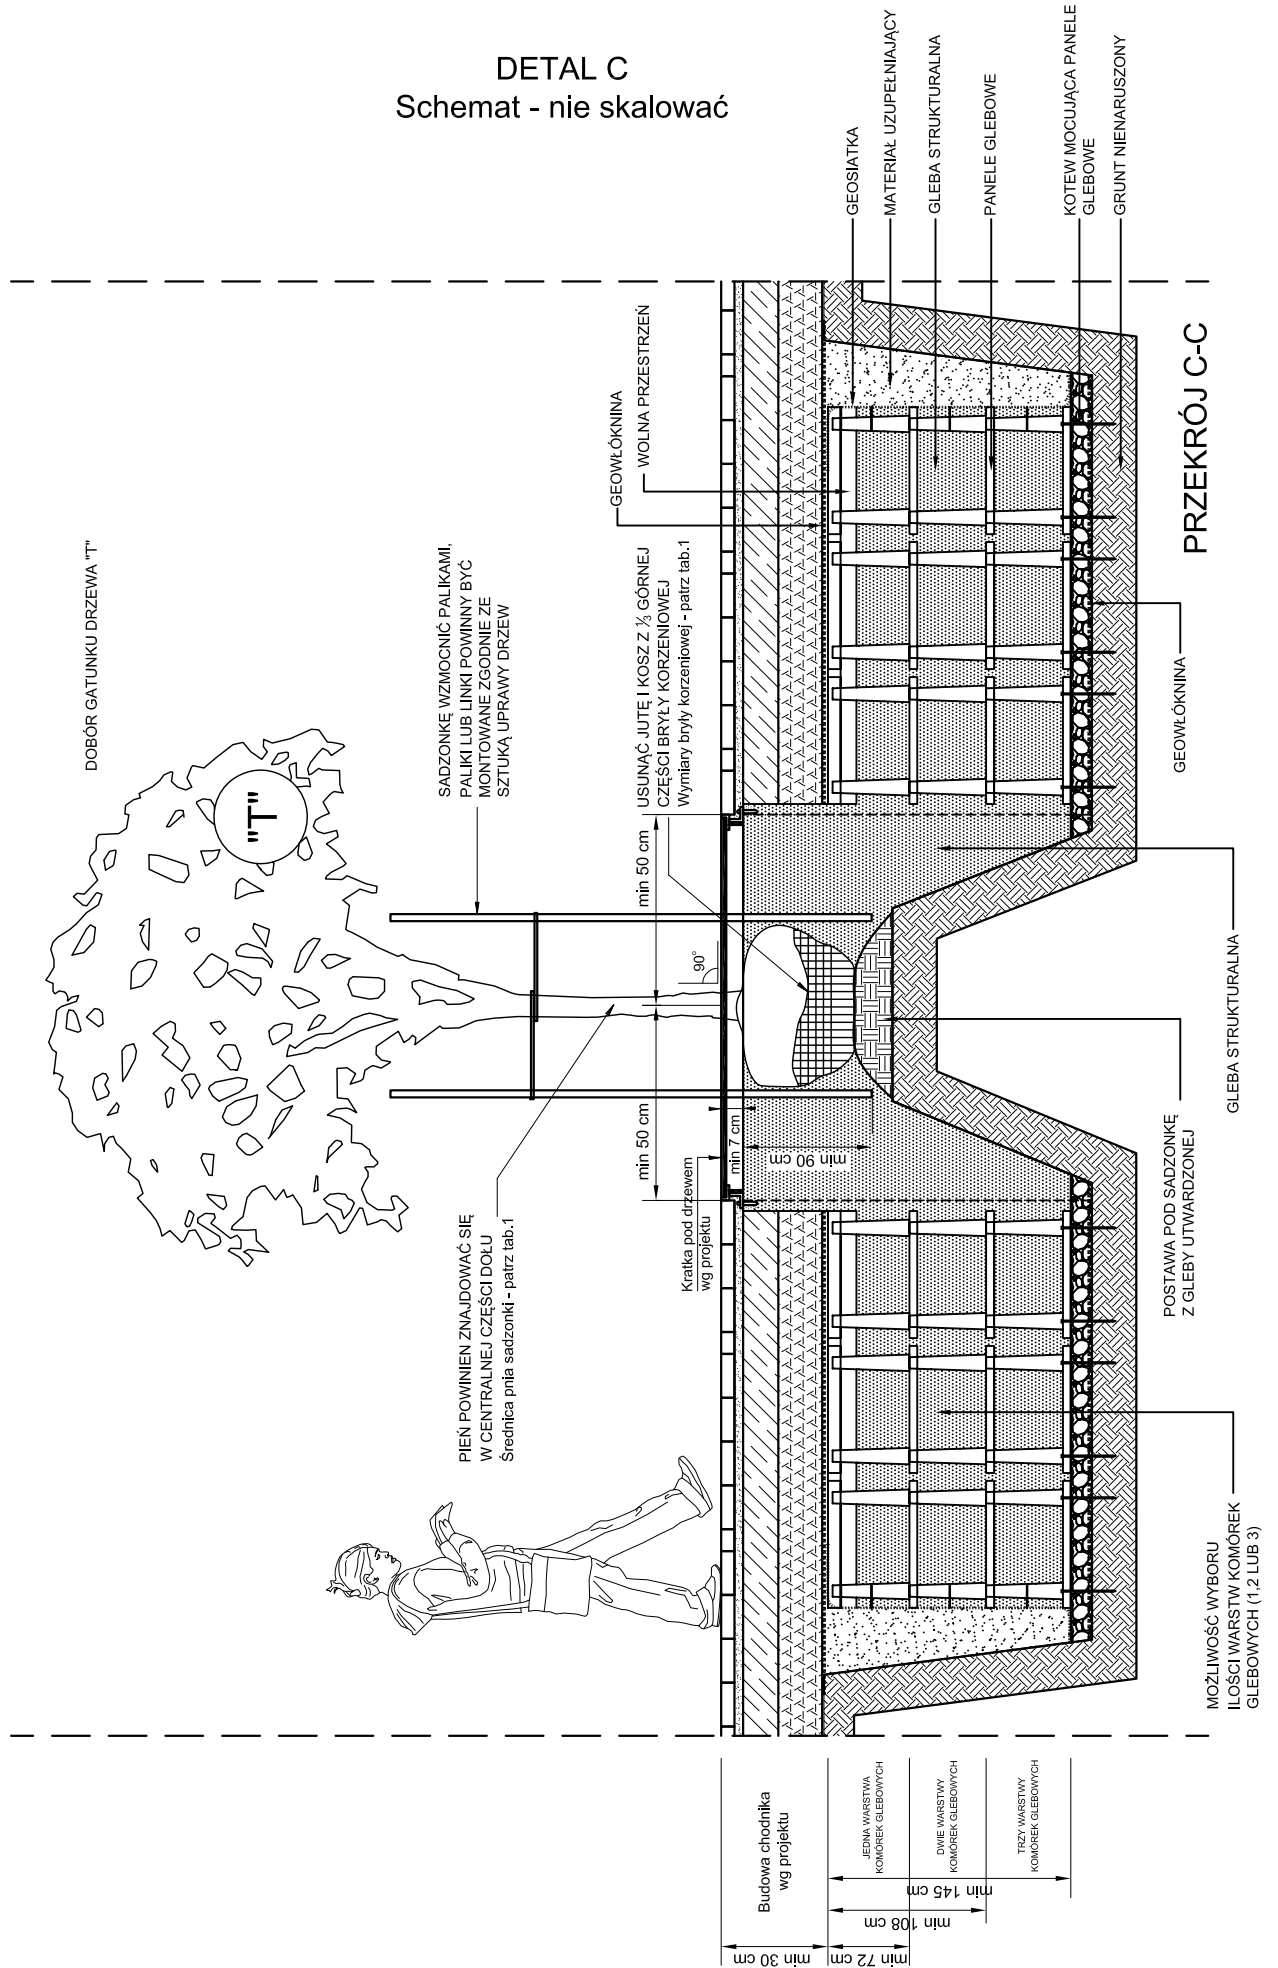 DETAL C
Schemat - nie skalować
DOBÓR GATUNKU DRZEWA "T"
"T"
SADZONKĘ WZMOCNIĆ PALIKAMI,
PALIKI LUB LINKI POWINNY BYĆ
MONTOWANE ZGODNIE ZE
SZTUKĄ UPRAWY DRZEW
PIEŃ POWINIEN ZNAJDOWAĆ SIĘ
W CENTRALNEJ CZĘŚCI DOŁU
Średnica pnia sadzonki - patrz tab.1
USUNĄĆ JUTĘ I KOSZ Z ⅓ GÓRNEJ
CZĘŚCI BRYŁY KORZENIOWEJ
Wymiary bryły korzeniowej - patrz tab.1
GEOWŁÓKNINA
WOLNA PRZESTRZEŃ
GEOSIATKA
MATERIAŁ UZUPEŁNIAJĄCY
GLEBA STRUKTURALNA
PANELE GLEBOWE
KOTEW MOCUJĄCA PANELE
GLEBOWE
GRUNT NIENARUSZONY
Kratka pod drzewem
wg projektu
min 50 cm
min 50 cm
90°
min 7 cm
min 90 cm
Budowa chodnika
wg projektu
JEDNA WARSTWA
KOMÓREK GLEBOWYCH
DWIE WARSTWY
KOMÓREK GLEBOWYCH
TRZY WARSTWY
KOMÓREK GLEBOWYCH
min 30 cm
min 72 cm
min 108 cm
min 145 cm
MOŻLIWOŚĆ WYBORU
ILOŚCI WARSTW KOMÓREK
GLEBOWYCH (1,2 LUB 3)
POSTAWA POD SADZONKĘ
Z GLEBY UTWARDZONEJ
GLEBA STRUKTURALNA
GEOWŁÓKNINA
PRZEKRÓJ C-C